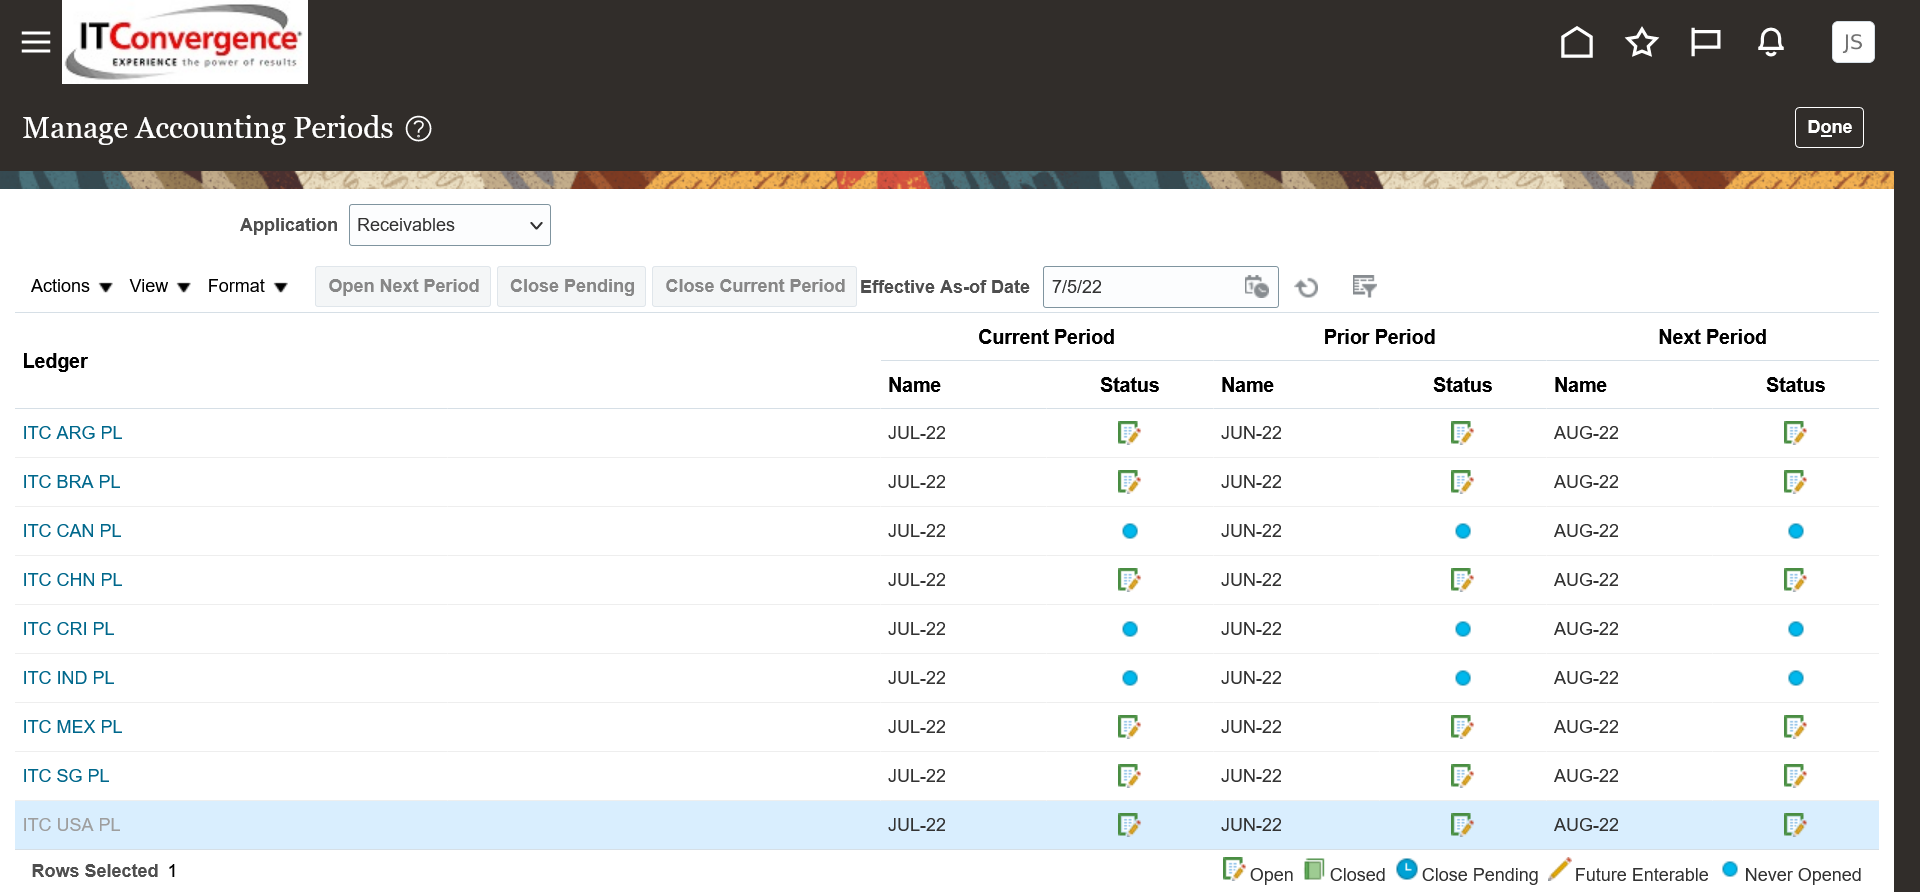 ITConvergence
EXPERIENCE the power of results
JS
Manage Accounting Periods ?
Done
Application Receivables
Actions View Format Open Next Period Close Pending Close Current Period Effective As-of Date 7/5/22
Current Period Prior Period Next Period
Ledger
Name Status Name Status Name Status
ITC ARG PL JUL-22 JUN-22 AUG-22
ITC BRA PL JUL-22 JUN-22 AUG-22
ITC CAN PL JUL-22 JUN-22 AUG-22
ITC CHN PL JUL-22 JUN-22 AUG-22
ITC CRI PL JUL-22 JUN-22 AUG-22
ITC IND PL JUL-22 JUN-22 AUG-22
ITC MEX PL JUL-22 JUN-22 AUG-22
ITC SG PL JUL-22 JUN-22 AUG-22
ITC USA PL JUL-22 JUN-22 AUG-22
Rows Selected 1 Open Closed Close Pending Future Enterable Never Opened